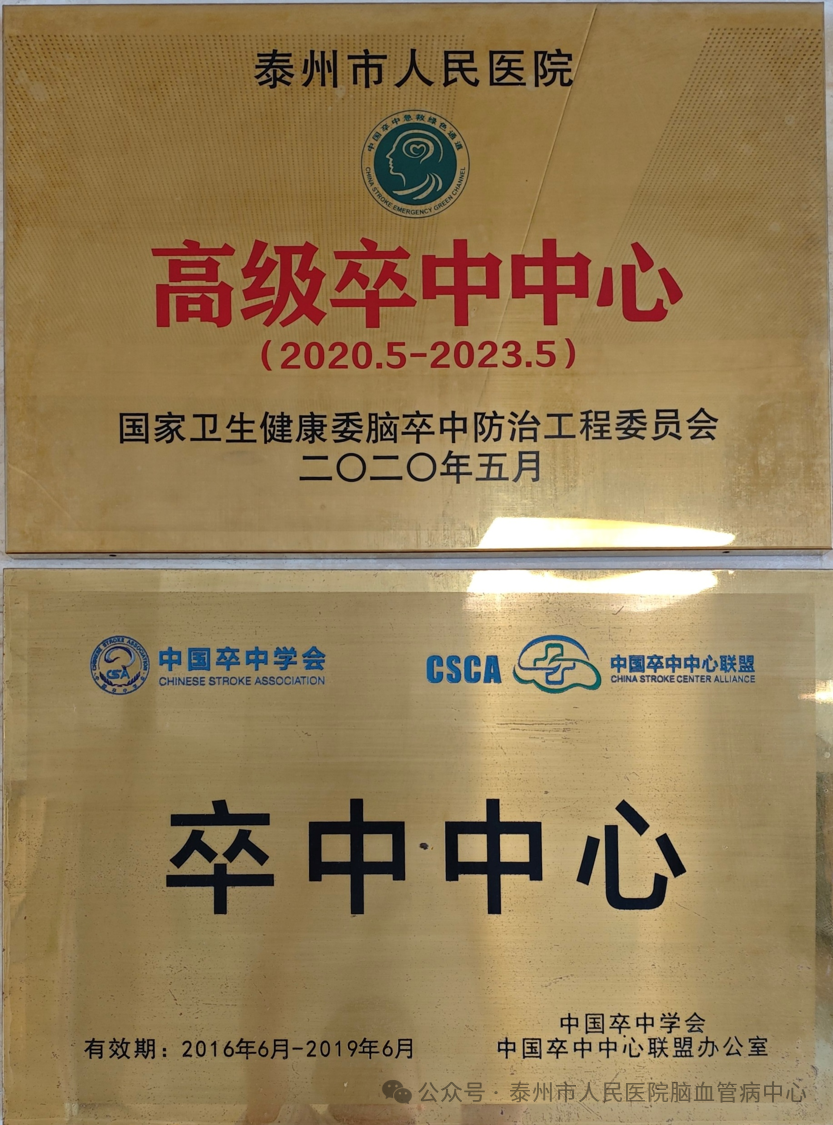 泰州市人民医院
中国卒中急救绿色通道
CHINA STROKE EMERGENCY GREEN CHANNEL
高级卒中中心
(2020.5-2023.5)
国家卫生健康委脑卒中防治工程委员会
二〇二〇年五月
CHINESE STROKE ASSOCIATION
CSA
中国卒中学会
中国卒中学会
CHINESE STROKE ASSOCIATION
CSCA
中国卒中中心联盟
CHINA STROKE CENTER ALLIANCE
卒中中心
有效期：2016年6月-2019年6月
中国卒中学会
中国卒中中心联盟办公室
公众号·泰州市人民医院脑血管病中心